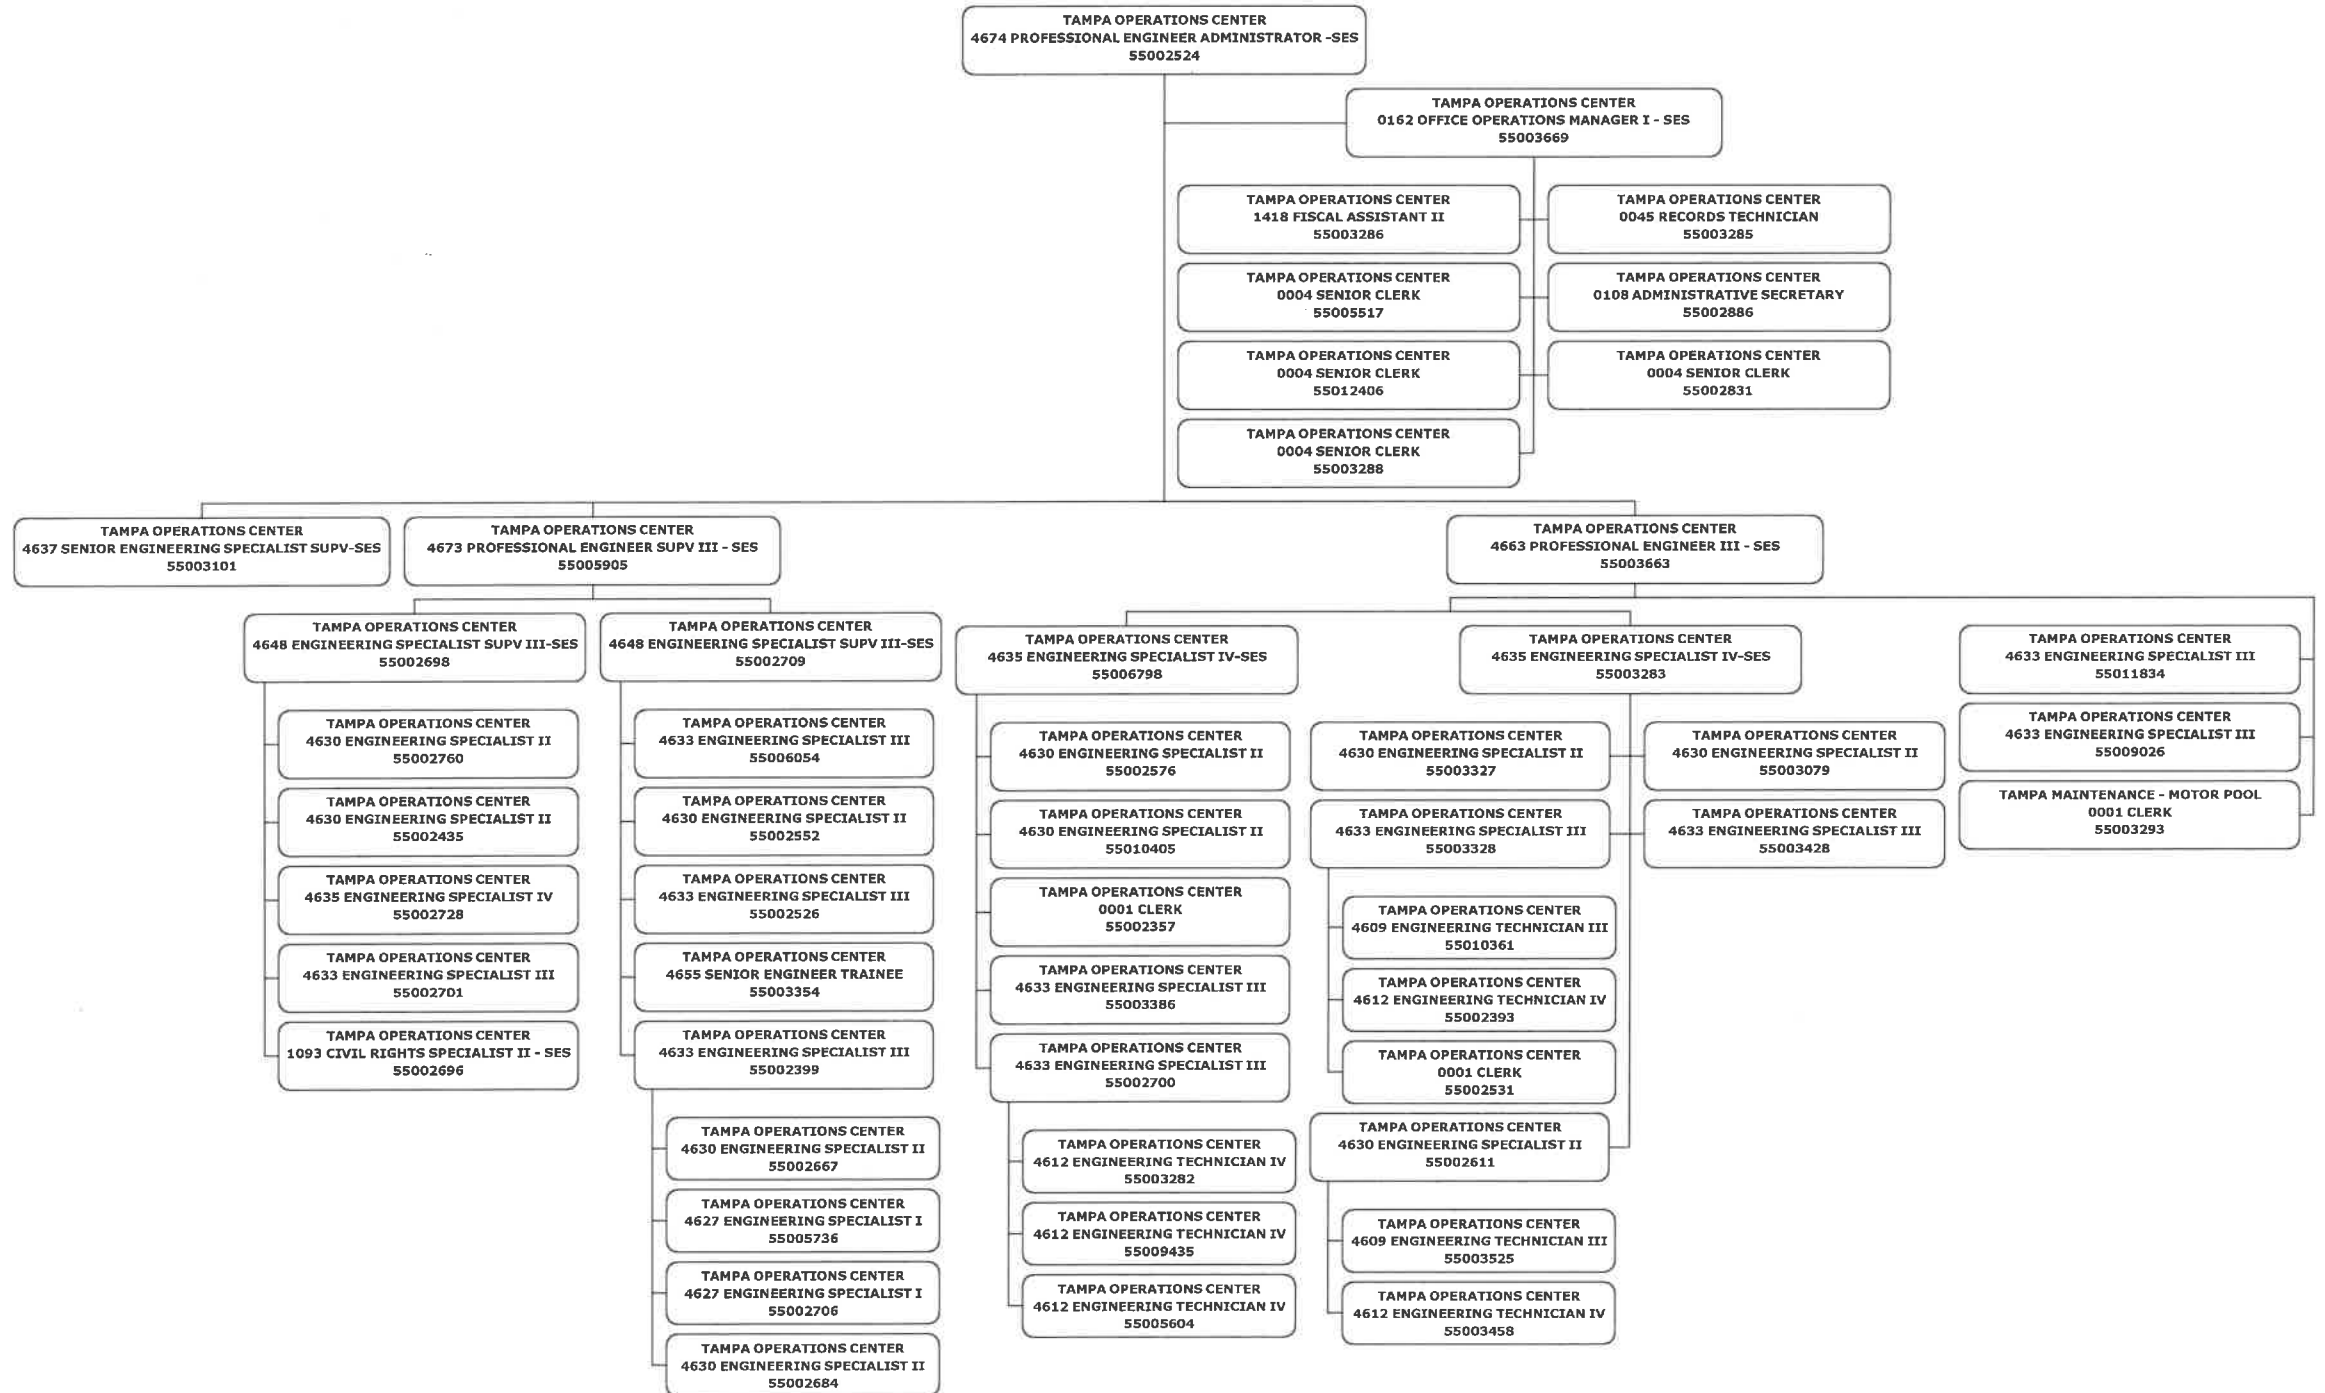 TAMPA OPERATIONS CENTER
4674 PROFESSIONAL ENGINEER ADMINISTRATOR -SES
55002524
TAMPA OPERATIONS CENTER
0162 OFFICE OPERATIONS MANAGER I - SES
55003669
TAMPA OPERATIONS CENTER
1418 FISCAL ASSISTANT II
55003286
TAMPA OPERATIONS CENTER
0045 RECORDS TECHNICIAN
55003285
TAMPA OPERATIONS CENTER
0004 SENIOR CLERK
55005517
TAMPA OPERATIONS CENTER
0108 ADMINISTRATIVE SECRETARY
55002886
TAMPA OPERATIONS CENTER
0004 SENIOR CLERK
55012406
TAMPA OPERATIONS CENTER
0004 SENIOR CLERK
55002831
TAMPA OPERATIONS CENTER
0004 SENIOR CLERK
55003288
TAMPA OPERATIONS CENTER
4637 SENIOR ENGINEERING SPECIALIST SUPV-SES
55003101
TAMPA OPERATIONS CENTER
4673 PROFESSIONAL ENGINEER SUPV III - SES
55005905
TAMPA OPERATIONS CENTER
4663 PROFESSIONAL ENGINEER III - SES
55003663
TAMPA OPERATIONS CENTER
4648 ENGINEERING SPECIALIST SUPV III-SES
55002698
TAMPA OPERATIONS CENTER
4630 ENGINEERING SPECIALIST II
55002760
TAMPA OPERATIONS CENTER
4630 ENGINEERING SPECIALIST II
55002435
TAMPA OPERATIONS CENTER
4635 ENGINEERING SPECIALIST IV
55002728
TAMPA OPERATIONS CENTER
4633 ENGINEERING SPECIALIST III
55002701
TAMPA OPERATIONS CENTER
1093 CIVIL RIGHTS SPECIALIST II - SES
55002696
TAMPA OPERATIONS CENTER
4648 ENGINEERING SPECIALIST SUPV III-SES
55002709
TAMPA OPERATIONS CENTER
4633 ENGINEERING SPECIALIST III
55006054
TAMPA OPERATIONS CENTER
4630 ENGINEERING SPECIALIST II
55002552
TAMPA OPERATIONS CENTER
4633 ENGINEERING SPECIALIST III
55002526
TAMPA OPERATIONS CENTER
4655 SENIOR ENGINEER TRAINEE
55003354
TAMPA OPERATIONS CENTER
4633 ENGINEERING SPECIALIST III
55002399
TAMPA OPERATIONS CENTER
4630 ENGINEERING SPECIALIST II
55002667
TAMPA OPERATIONS CENTER
4627 ENGINEERING SPECIALIST I
55005736
TAMPA OPERATIONS CENTER
4627 ENGINEERING SPECIALIST I
55002706
TAMPA OPERATIONS CENTER
4630 ENGINEERING SPECIALIST II
55002684
TAMPA OPERATIONS CENTER
4635 ENGINEERING SPECIALIST IV-SES
55006798
TAMPA OPERATIONS CENTER
4630 ENGINEERING SPECIALIST II
55002576
TAMPA OPERATIONS CENTER
4630 ENGINEERING SPECIALIST II
55010405
TAMPA OPERATIONS CENTER
0001 CLERK
55002357
TAMPA OPERATIONS CENTER
4633 ENGINEERING SPECIALIST III
55003386
TAMPA OPERATIONS CENTER
4633 ENGINEERING SPECIALIST III
55002700
TAMPA OPERATIONS CENTER
4612 ENGINEERING TECHNICIAN IV
55003282
TAMPA OPERATIONS CENTER
4612 ENGINEERING TECHNICIAN IV
55009435
TAMPA OPERATIONS CENTER
4612 ENGINEERING TECHNICIAN IV
55005604
TAMPA OPERATIONS CENTER
4635 ENGINEERING SPECIALIST IV-SES
55003283
TAMPA OPERATIONS CENTER
4630 ENGINEERING SPECIALIST II
55003327
TAMPA OPERATIONS CENTER
4630 ENGINEERING SPECIALIST II
55003079
TAMPA OPERATIONS CENTER
4633 ENGINEERING SPECIALIST III
55003328
TAMPA OPERATIONS CENTER
4633 ENGINEERING SPECIALIST III
55003428
TAMPA OPERATIONS CENTER
4609 ENGINEERING TECHNICIAN III
55010361
TAMPA OPERATIONS CENTER
4612 ENGINEERING TECHNICIAN IV
55002393
TAMPA OPERATIONS CENTER
0001 CLERK
55002531
TAMPA OPERATIONS CENTER
4630 ENGINEERING SPECIALIST II
55002611
TAMPA OPERATIONS CENTER
4609 ENGINEERING TECHNICIAN III
55003525
TAMPA OPERATIONS CENTER
4612 ENGINEERING TECHNICIAN IV
55003458
TAMPA OPERATIONS CENTER
4633 ENGINEERING SPECIALIST III
55011834
TAMPA OPERATIONS CENTER
4633 ENGINEERING SPECIALIST III
55009026
TAMPA MAINTENANCE - MOTOR POOL
0001 CLERK
55003293